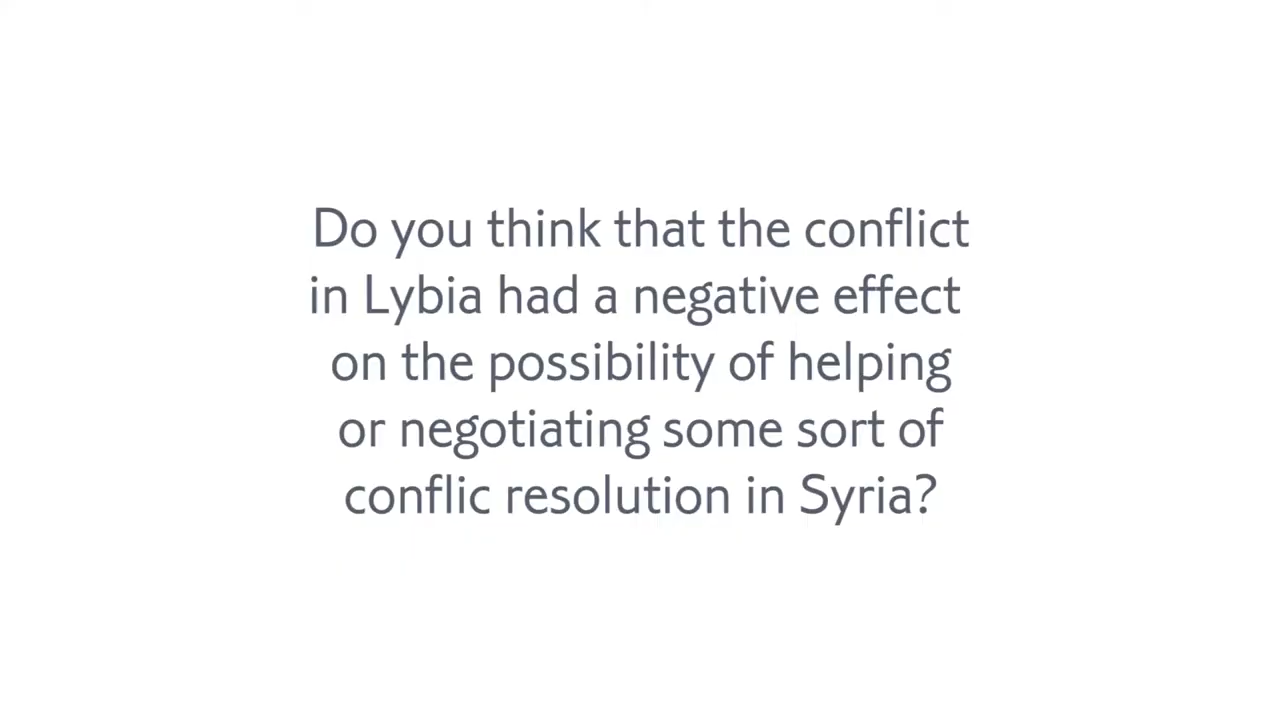 Do you think that the conflict
in Lybia had a negative effect
on the possibility of helping
or negotiating some sort of
conflic resolution in Syria?